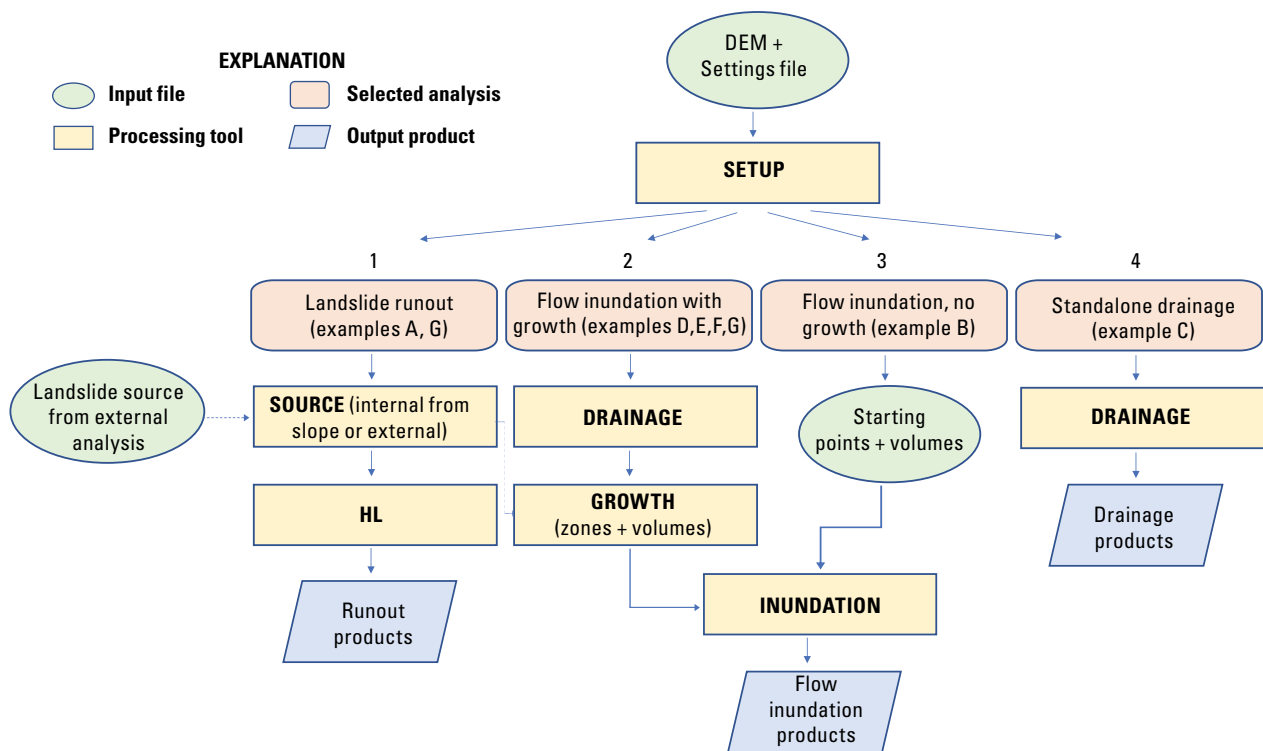 DEM +
Settings file
EXPLANATION
Input file
Selected analysis
Processing tool
Output product
SETUP
1
2
3
4
Landslide runout
(examples A, G)
Flow inundation with
growth (examples D,E,F,G)
Flow inundation, no
growth (example B)
Standalone drainage
(example C)
Landslide source
from external
analysis
SOURCE (internal from
slope or external)
DRAINAGE
Starting
points + volumes
DRAINAGE
HL
GROWTH
(zones + volumes)
Drainage
products
Runout
products
INUNDATION
Flow
inundation
products